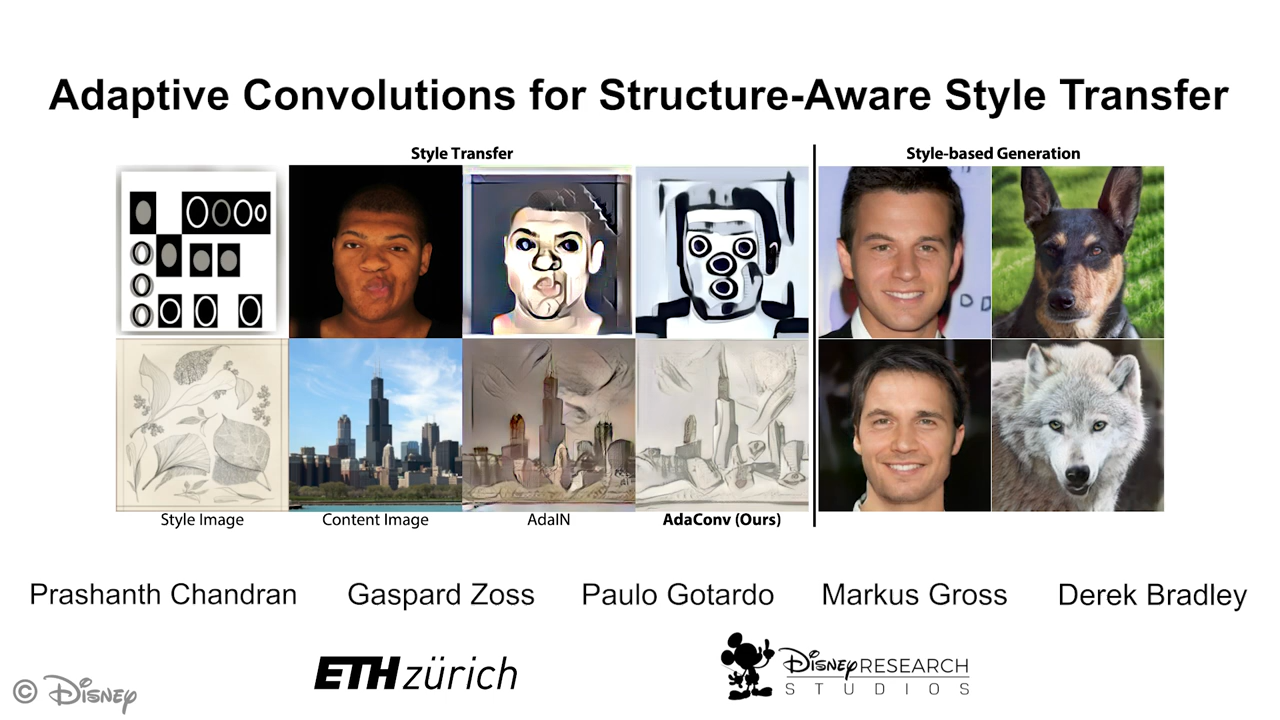 Adaptive Convolutions for Structure-Aware Style Transfer
Style Transfer
Style-based Generation
Style Image
Content Image
AdaIN
AdaConv (Ours)
Prashanth Chandran
Gaspard Zoss
Paulo Gotardo
Markus Gross
Derek Bradley
© Disney
ETH zürich
Disney RESEARCH
STUDIOS